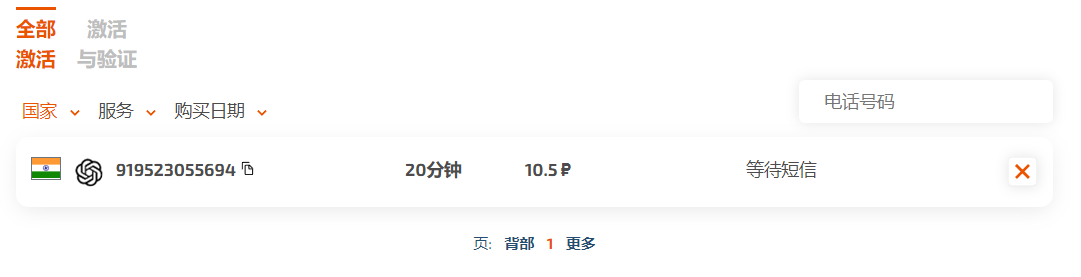 全部 激活
激活 与验证
国家 服务 购买日期 电话号码
919523055694 20分钟 10.5 ₽ 等待短信
页: 背部 1 更多